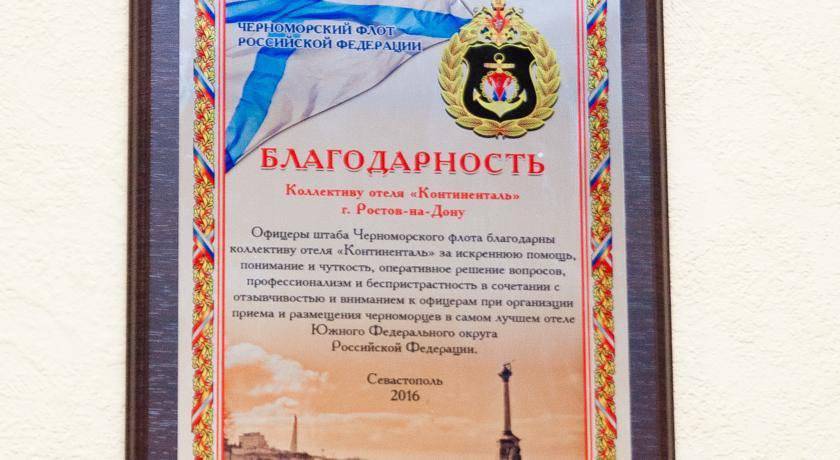 ЧЕРНОМОРСКИЙ ФЛОТ
РОССИЙСКОЙ ФЕДЕРАЦИИ
БЛАГОДАРНОСТЬ
Коллективу отеля «Континенталь»
г. Ростов-на-Дону
Офицеры штаба Черноморского флота благодарны
коллективу отеля «Континенталь» за искреннюю помощь,
понимание и чуткость, оперативное решение вопросов,
профессионализм и беспристрастность в сочетании с
отзывчивостью и вниманием к офицерам при организации
приема и размещения черноморцев в самом лучшем отеле
Южного Федерального округа
Российской Федерации.
Севастополь
2016